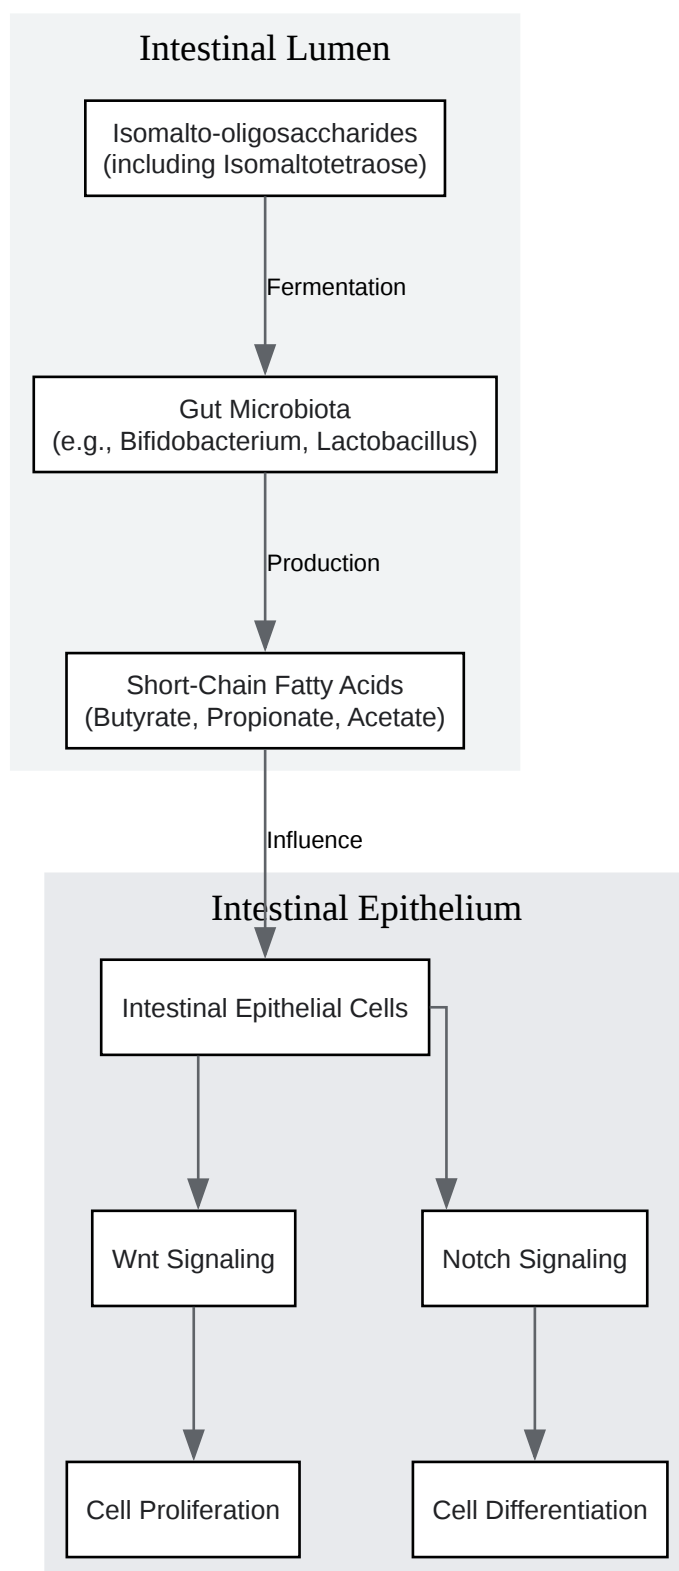 Intestinal Lumen
Isomalto-oligosaccharides
(including Isomaltotetraose)
Fermentation
Gut Microbiota
(e.g., Bifidobacterium, Lactobacillus)
Production
Short-Chain Fatty Acids
(Butyrate, Propionate, Acetate)
Influence
Intestinal Epithelium
Intestinal Epithelial Cells
Wnt Signaling
Notch Signaling
Cell Proliferation
Cell Differentiation